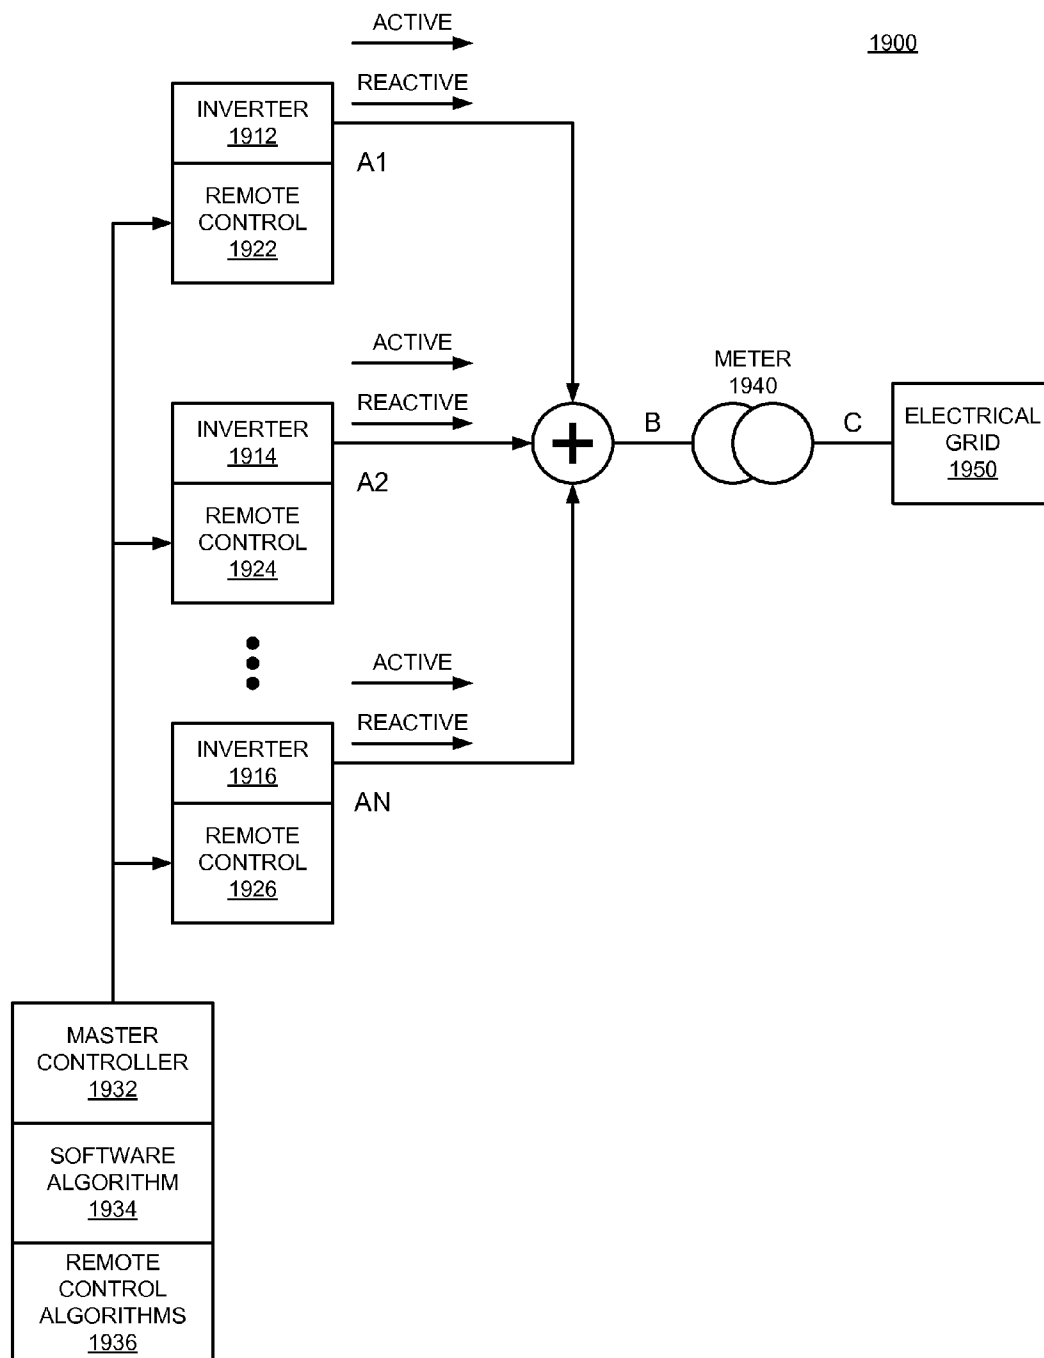 ACTIVE
1900
REACTIVE
INVERTER
1912
A1
REMOTE
CONTROL
1922
ACTIVE
REACTIVE
INVERTER
1914
A2
REMOTE
CONTROL
1924
METER
1940
B
C
ELECTRICAL
GRID
1950
ACTIVE
REACTIVE
INVERTER
1916
AN
REMOTE
CONTROL
1926
MASTER
CONTROLLER
1932
SOFTWARE
ALGORITHM
1934
REMOTE
CONTROL
ALGORITHMS
1936